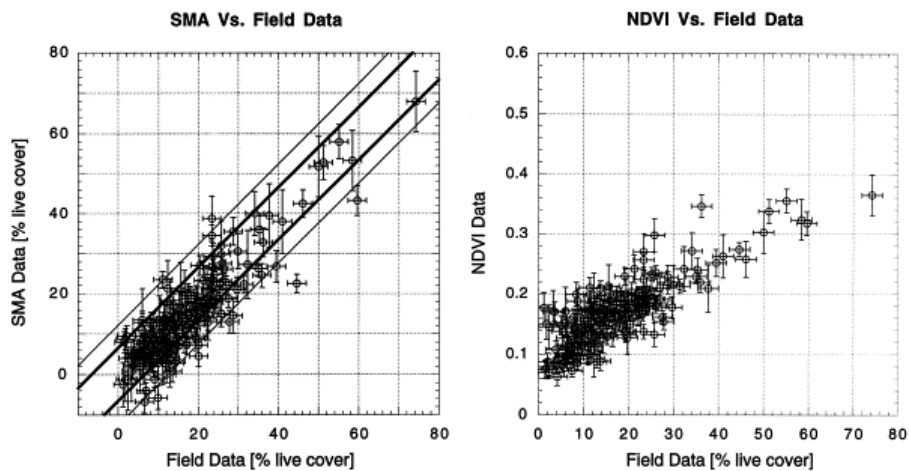 SMA Vs. Field Data
SMA Data [% live cover]
80
60
40
20
0
0 20 40 60 80
Field Data [% live cover]
NDVI Vs. Field Data
NDVI Data
0.6
0.5
0.4
0.3
0.2
0.1
0
0 10 20 30 40 50 60 70 80
Field Data [% live cover]